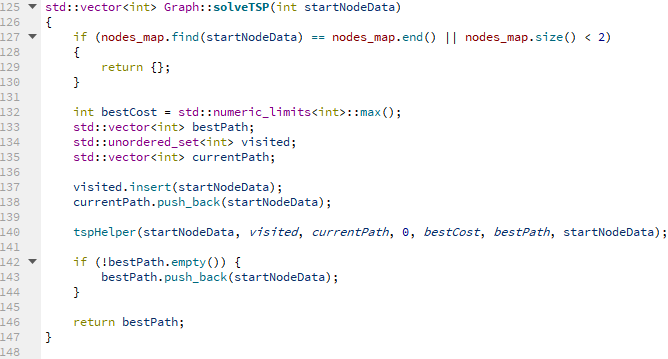 125 std::vector<int> Graph::solveTSP(int startNodeData)
126 {
127     if (nodes_map.find(startNodeData) == nodes_map.end() || nodes_map.size() < 2)
128     {
129         return {};
130     }
131
132     int bestCost = std::numeric_limits<int>::max();
133     std::vector<int> bestPath;
134     std::unordered_set<int> visited;
135     std::vector<int> currentPath;
136
137     visited.insert(startNodeData);
138     currentPath.push_back(startNodeData);
139
140     tspHelper(startNodeData, visited, currentPath, 0, bestCost, bestPath, startNodeData);
141
142     if (!bestPath.empty()) {
143         bestPath.push_back(startNodeData);
144     }
145
146     return bestPath;
147 }
148